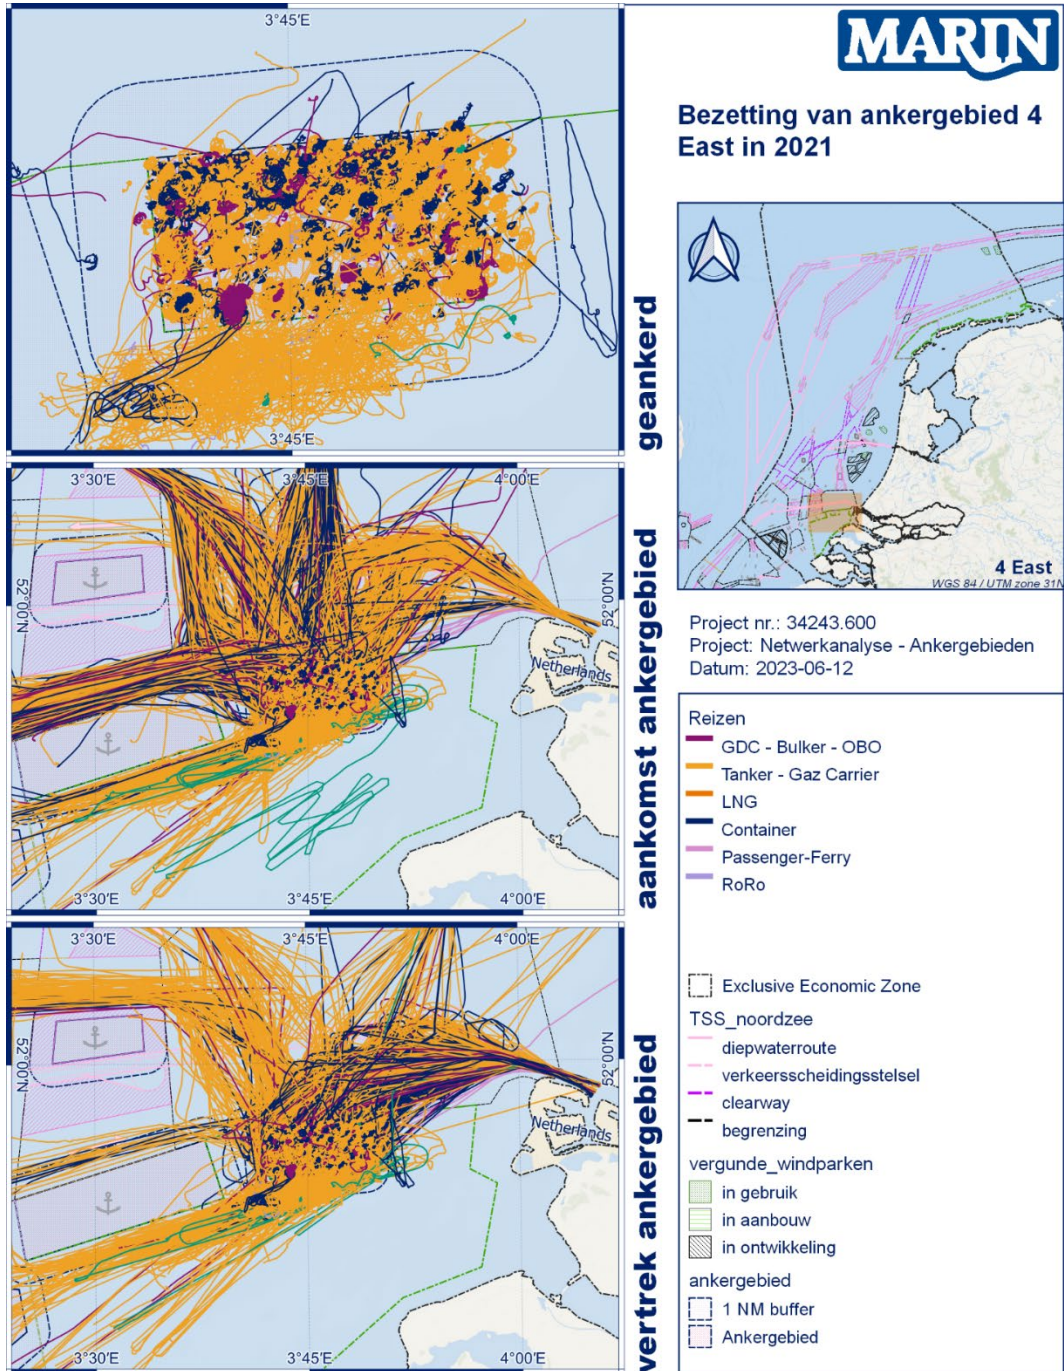 3°45'E
3°45'E
geankerd
3°30'E
3°45'E
4°00'E
52°00'N
52°00'N
Netherlands
3°30'E
3°45'E
4°00'E
aankomst ankergebied
3°30'E
3°45'E
4°00'E
52°00'N
52°00'N
Netherlands
3°30'E
3°45'E
4°00'E
vertrek ankergebied
MARIN
Bezetting van ankergebied 4
East in 2021
4 East
WGS 84 / UTM zone 31N
Project nr.: 34243.600
Project: Netwerkanalyse - Ankergebieden
Datum: 2023-06-12
Reizen
GDC - Bulker - OBO
Tanker - Gaz Carrier
LNG
Container
Passenger-Ferry
RoRo
Exclusive Economic Zone
TSS_noordzee
diepwaterroute
verkeersscheidingsstelsel
clearway
begrenzing
vergunde_windparken
in gebruik
in aanbouw
in ontwikkeling
ankergebied
1 NM buffer
Ankergebied